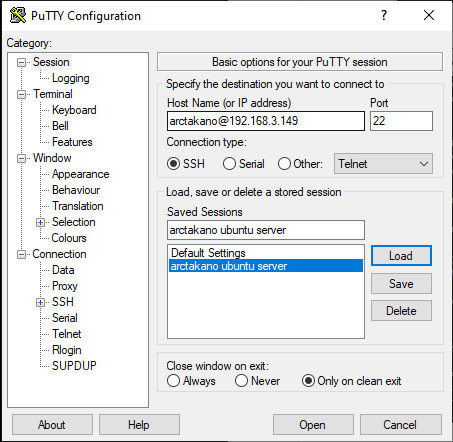 PuTTY Configuration
?
Category:
Session
Logging
Terminal
Keyboard
Bell
Features
Window
Appearance
Behaviour
Translation
Selection
Colours
Connection
Data
Proxy
SSH
Serial
Telnet
Rlogin
SUPDUP
Basic options for your PuTTY session
Specify the destination you want to connect to
Host Name (or IP address) Port
arctakano@192.168.3.149 22
Connection type:
SSH Serial Other: Telnet
Load, save or delete a stored session
Saved Sessions
arctakano ubuntu server
Default Settings
arctakano ubuntu server
Load
Save
Delete
Close window on exit:
Always Never Only on clean exit
About Help Open Cancel